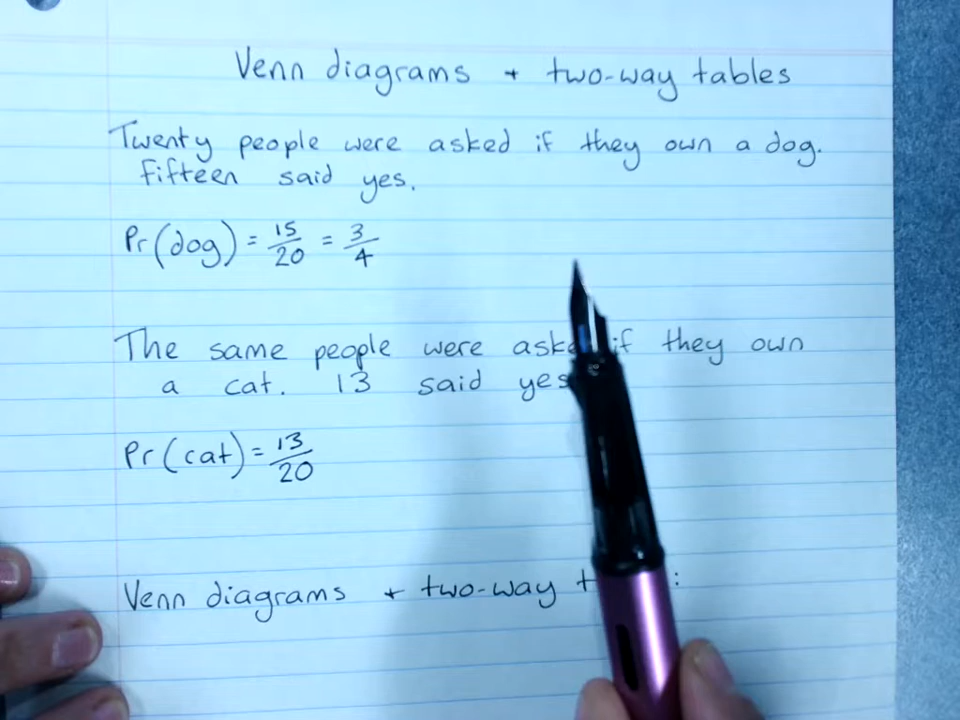 Venn diagrams + two-way tables
Twenty people were asked if they own a dog.
Fifteen said yes.
Pr(dog) = 15/20 = 3/4
The same people were if they own
a cat. 13 said yes
Pr(cat) = 13/20
Venn diagrams + two-way :